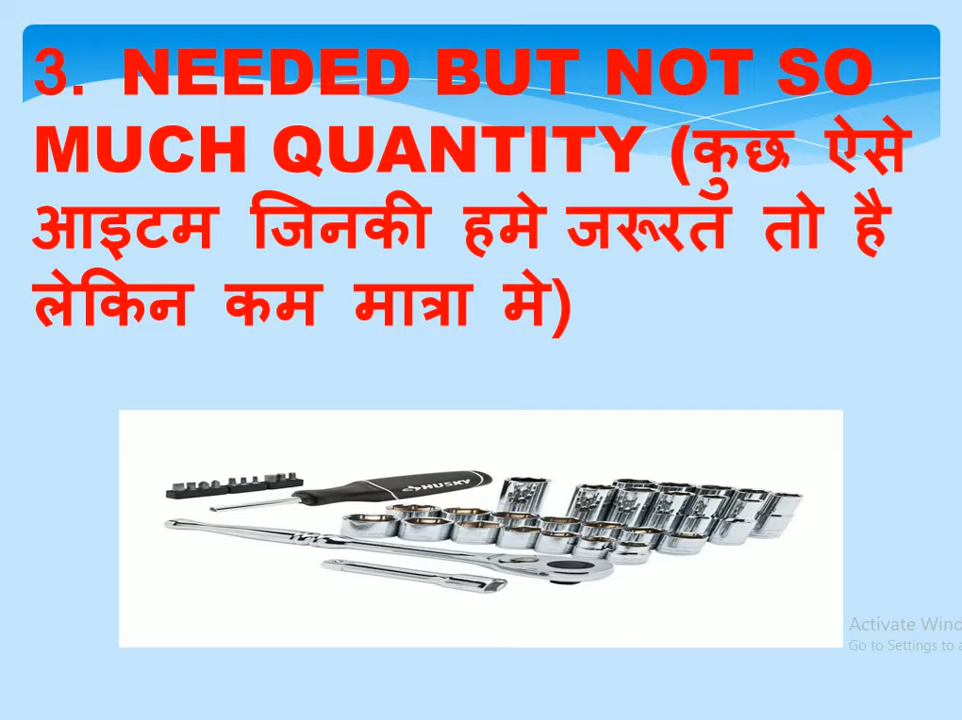 3. NEEDED BUT NOT SO
MUCH QUANTITY (कुछ ऐसे
आइटम जिनकी हमे जरूरत तो है
लेकिन कम मात्रा मे)
HUSKY
Activate Wind
Go to Settings to a